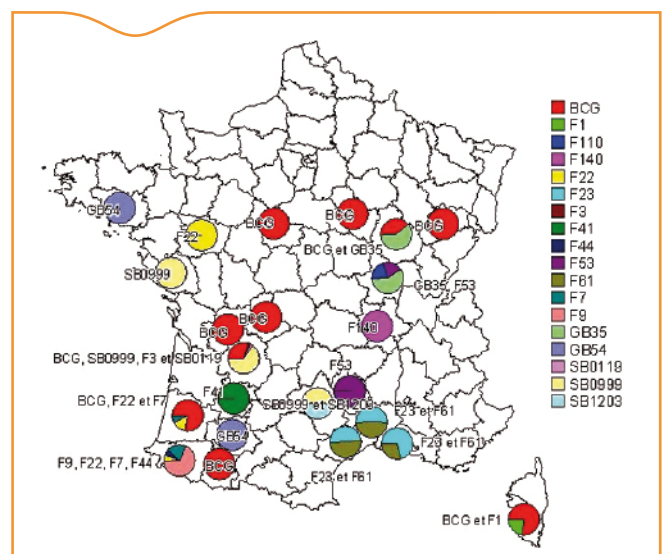 BCG
F1
F110
F140
F22
F23
F3
F41
F44
F53
F61
F7
F9
GB35
GB54
SB0119
SB0999
SB1203
GB54
F22
BCG
BCG
BCG
BCG et GB35
SB0999
GB35, F53
BCG
BCG
F140
BCG, SB0999, F3 et SB0119
F53
BCG, F22 et F7
F41
SB0999 et SB1203
F23 et F61
GB54
F23 et F61
F9, F22, F7, F44
BCG
F23 et F61
BCG et F1